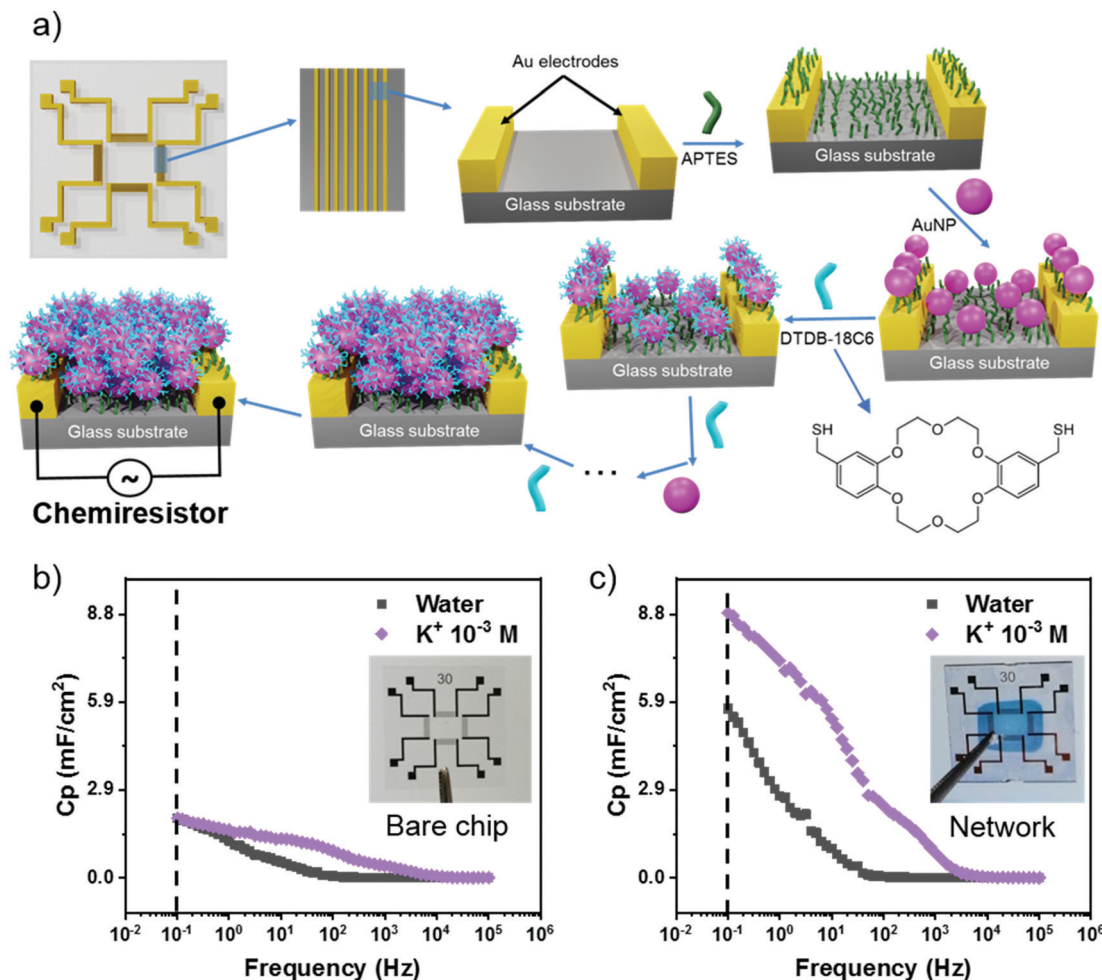 a)
Au electrodes
APTES
Glass substrate
Glass substrate
AuNP
DTDB-18C6
Glass substrate
Glass substrate
Glass substrate
Glass substrate
...
~
Chemiresistor
SH
SH
O
O
O
O
O
O
b)
Water
K⁺ 10⁻³ M
30
Bare chip
8.8
5.9
2.9
0.0
Cp (mF/cm²)
10⁻² 10⁻¹ 10⁰ 10¹ 10² 10³ 10⁴ 10⁵ 10⁶
Frequency (Hz)
c)
Water
K⁺ 10⁻³ M
30
Network
8.8
5.9
2.9
0.0
Cp (mF/cm²)
10⁻² 10⁻¹ 10⁰ 10¹ 10² 10³ 10⁴ 10⁵ 10⁶
Frequency (Hz)